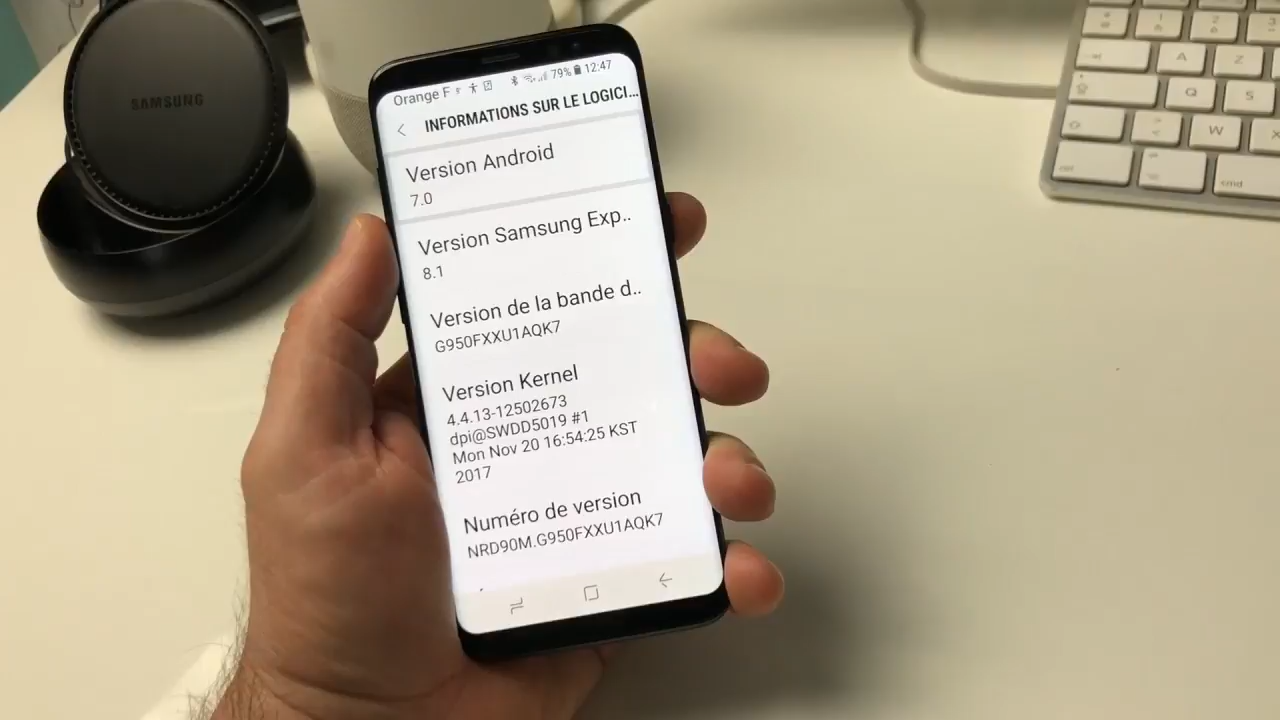 SAMSUNG
Orange F 79% 12:47
INFORMATIONS SUR LE LOGICI...
Version Android
7.0
Version Samsung Exp..
8.1
Version de la bande d..
G950FXXU1AQK7
Version Kernel
4.4.13-12502673
dpi@SWDD5019 #1
Mon Nov 20 16:54:25 KST
2017
Numéro de version
NRD90M.G950FXXU1AQK7
A
Z
Q
S
W
X
ctrl
cmd